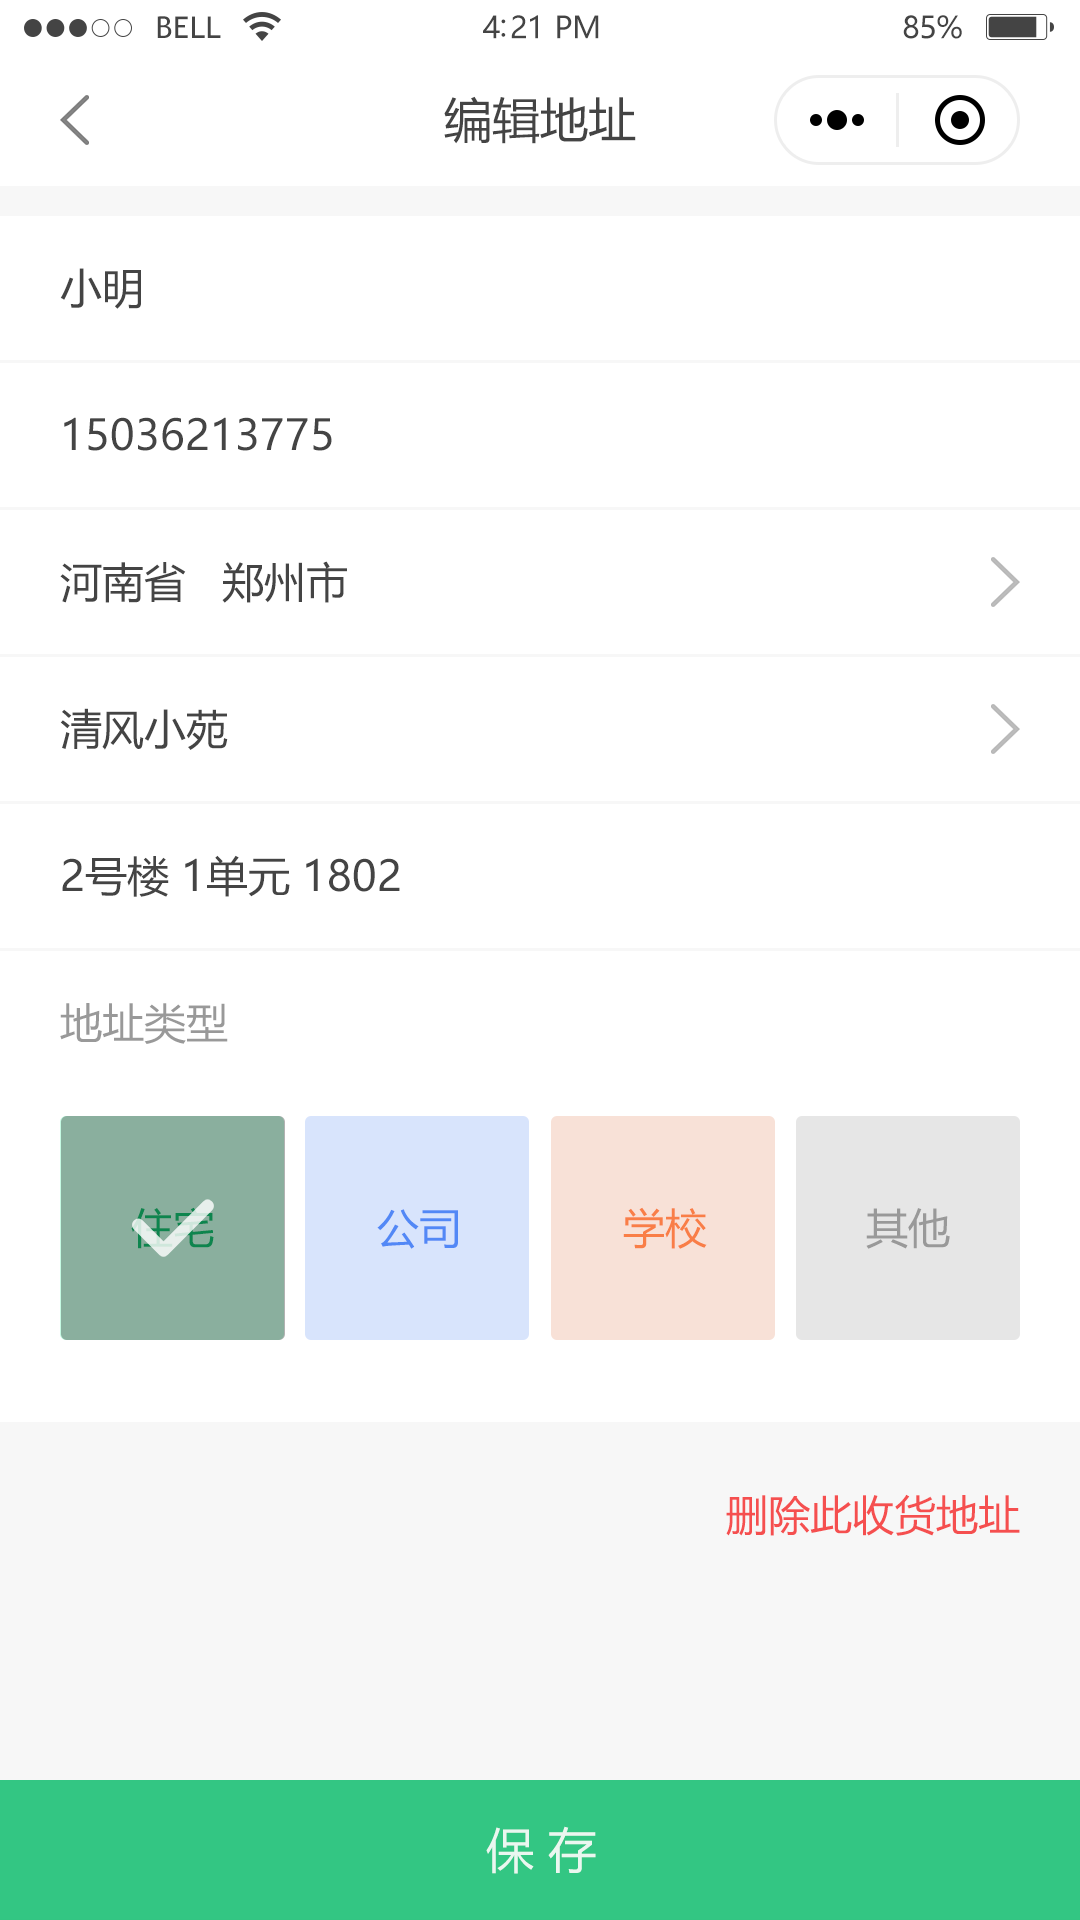 BELL 4:21 PM 85%
编辑地址
小明
15036213775
河南省 郑州市
清风小苑
2号楼 1单元 1802
地址类型
住宅 公司 学校 其他
删除此收货地址
保 存